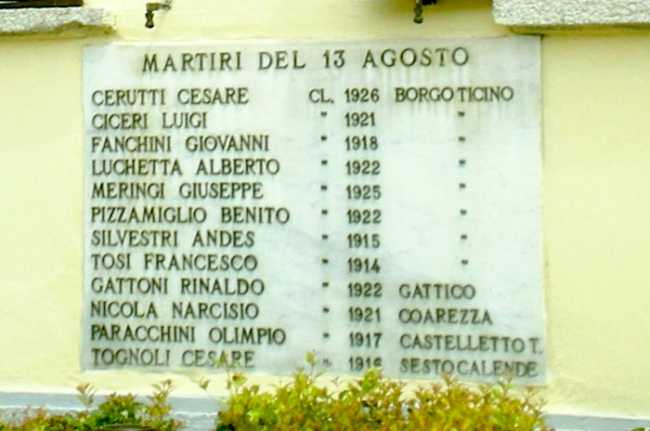 MARTIRI DEL 13 AGOSTO
CERUTTI CESARE CL. 1926 BORGO TICINO
CICERI LUIGI " 1921 "
FANCHINI GIOVANNI " 1918 "
LUCHETTA ALBERTO " 1922 "
MERINGI GIUSEPPE " 1925 "
PIZZAMIGLIO BENITO " 1922 "
SILVESTRI ANDES " 1915 "
TOSI FRANCESCO " 1914 "
GATTONI RINALDO " 1922 GATTICO
NICOLA NARCISIO " 1921 COAREZZA
PARACCHINI OLIMPIO " 1917 CASTELLETTO T.
TOGNOLI CESARE " 1916 SESTO CALENDE